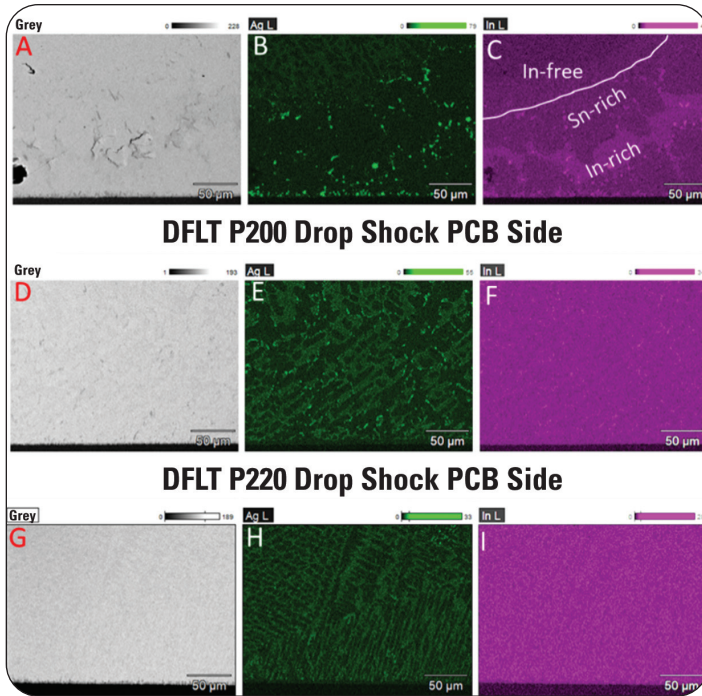 Grey 0 228 Ag L 0 79 In L 0
A B C
In-free
Sn-rich
In-rich
50 µm 50 µm 50 µm
DFLT P200 Drop Shock PCB Side
Grey 1 193 Ag L 0 55 In L 0
D E F
50 µm 50 µm 50 µm
DFLT P220 Drop Shock PCB Side
Grey 0 189 Ag L 0 33 In L 0
G H I
50 µm 50 µm 50 µm